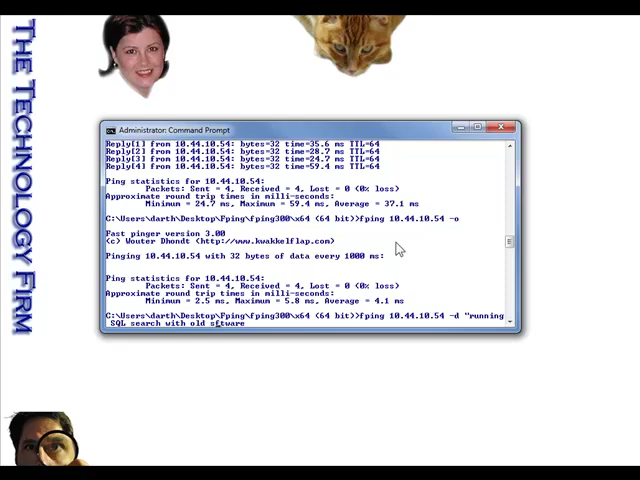 THE TECHNOLOGY FIRM
Administrator: Command Prompt
Reply[1] from 10.44.10.54: bytes=32 time=35.6 ms TTL=64
Reply[2] from 10.44.10.54: bytes=32 time=28.7 ms TTL=64
Reply[3] from 10.44.10.54: bytes=32 time=24.7 ms TTL=64
Reply[4] from 10.44.10.54: bytes=32 time=59.4 ms TTL=64
Ping statistics for 10.44.10.54:
Packets: Sent = 4, Received = 4, Lost = 0 (0% loss)
Approximate round trip times in milli-seconds:
Minimum = 24.7 ms, Maximum = 59.4 ms, Average = 37.1 ms
C:\Users\darth\Desktop\Fping\fping300\x64 (64 bit)>fping 10.44.10.54 -o
Fast pinger version 3.00
(c) Wouter Dhondt (http://www.kwakkelflap.com)
Pinging 10.44.10.54 with 32 bytes of data every 1000 ms:
Ping statistics for 10.44.10.54:
Packets: Sent = 4, Received = 4, Lost = 0 (0% loss)
Approximate round trip times in milli-seconds:
Minimum = 2.5 ms, Maximum = 5.8 ms, Average = 4.1 ms
C:\Users\darth\Desktop\Fping\fping300\x64 (64 bit)>fping 10.44.10.54 -d "running
SQL search with old sftware